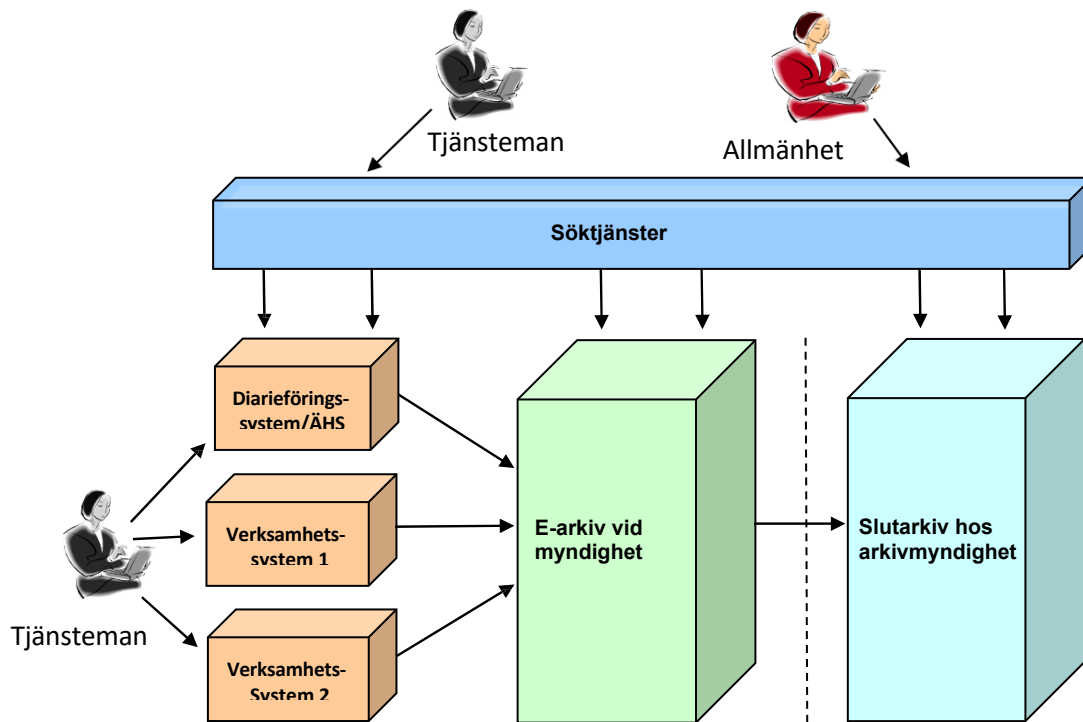 Tjänsteman
Allmänhet
Söktjänster
Diarieförings-
system/ÄHS
Verksamhets-
system 1
Verksamhets-
System 2
Tjänsteman
E-arkiv vid
myndighet
Slutarkiv hos
arkivmyndighet